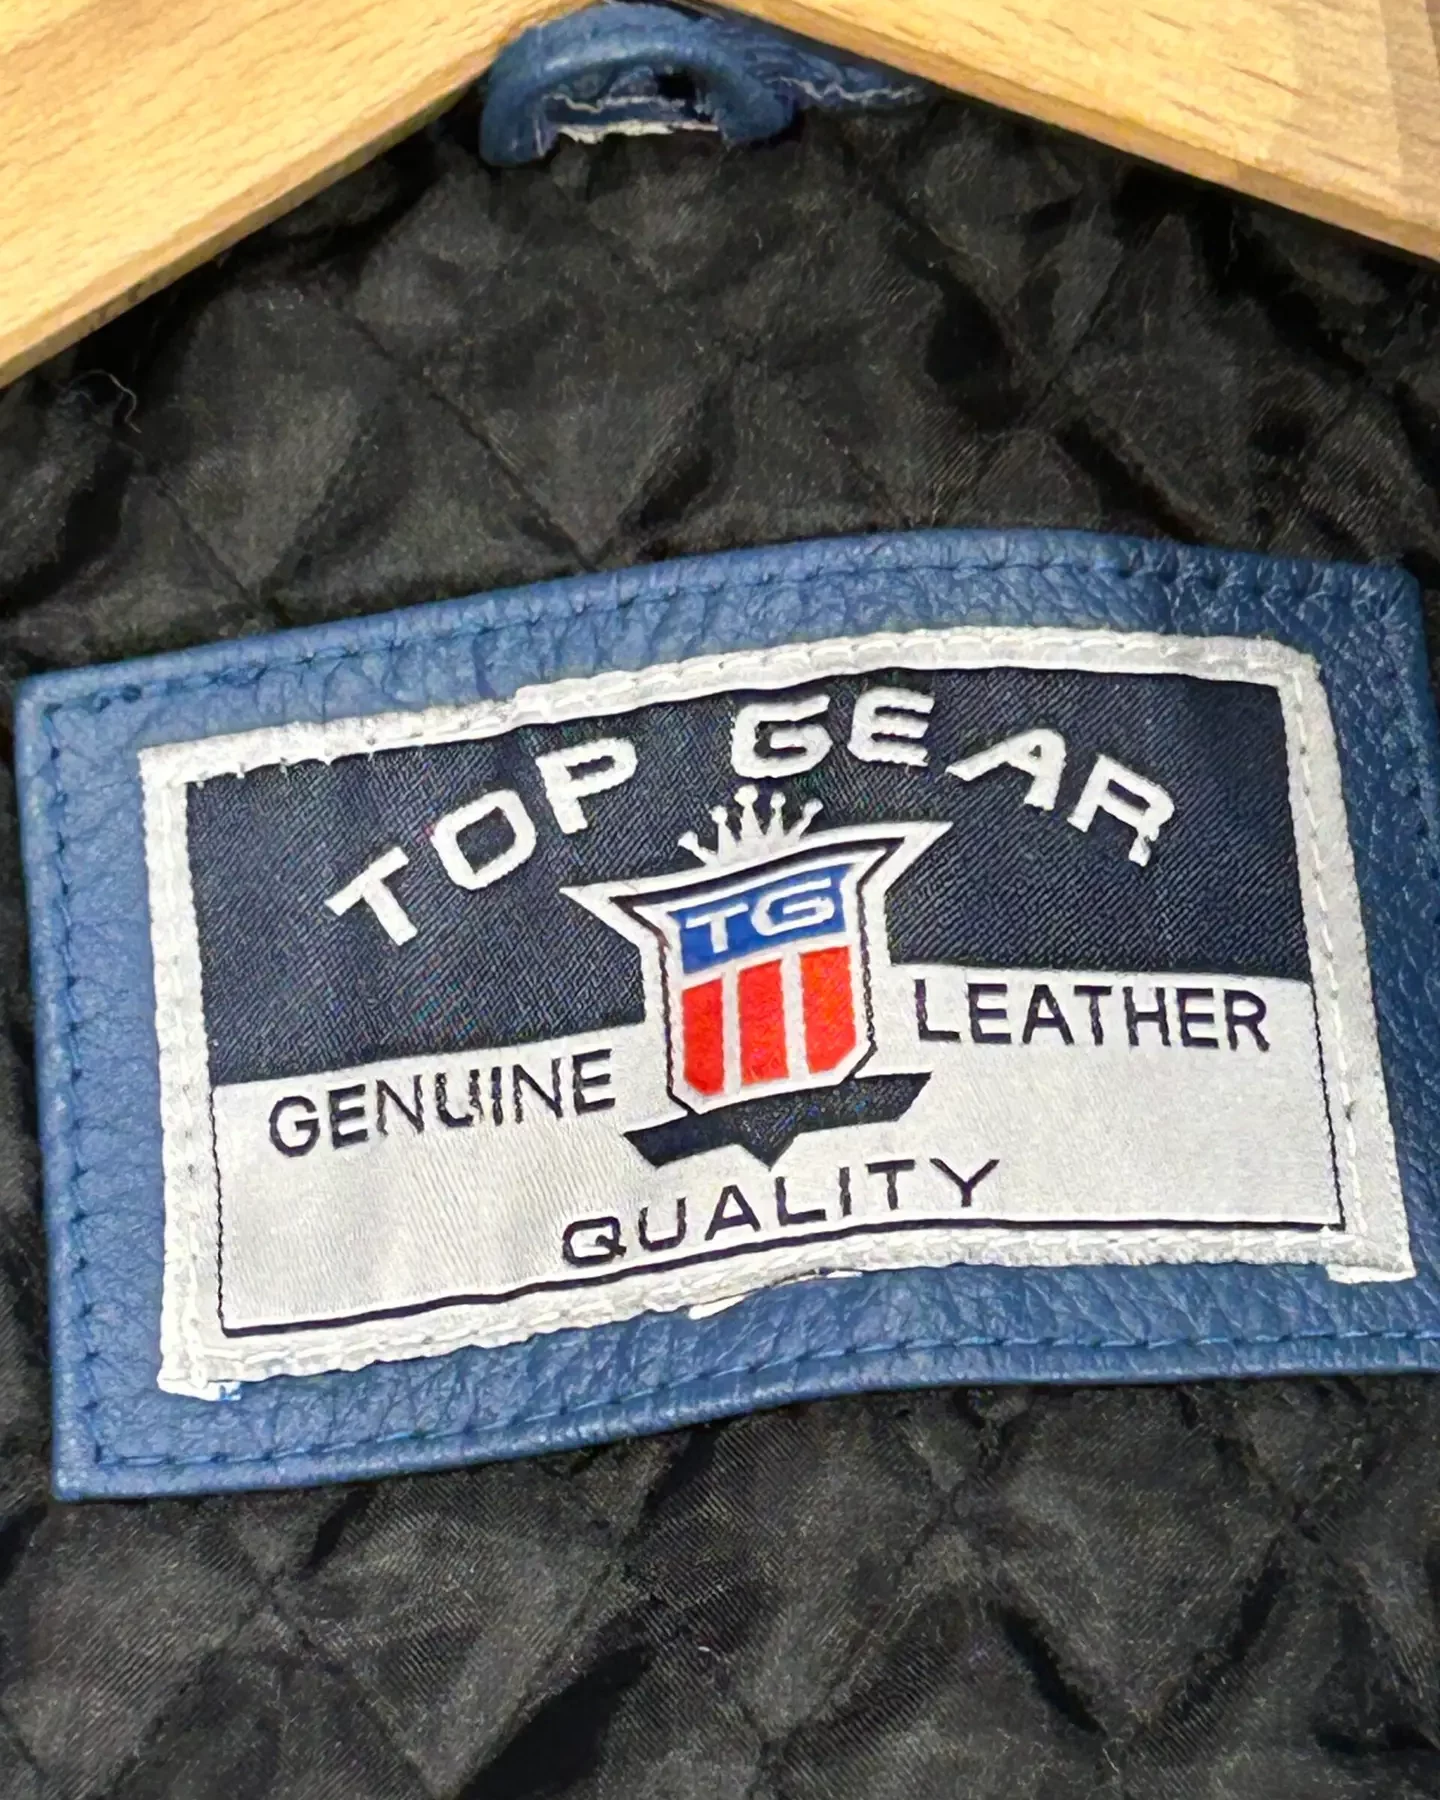 TOP GEAR
TG
GENUINE LEATHER
QUALITY